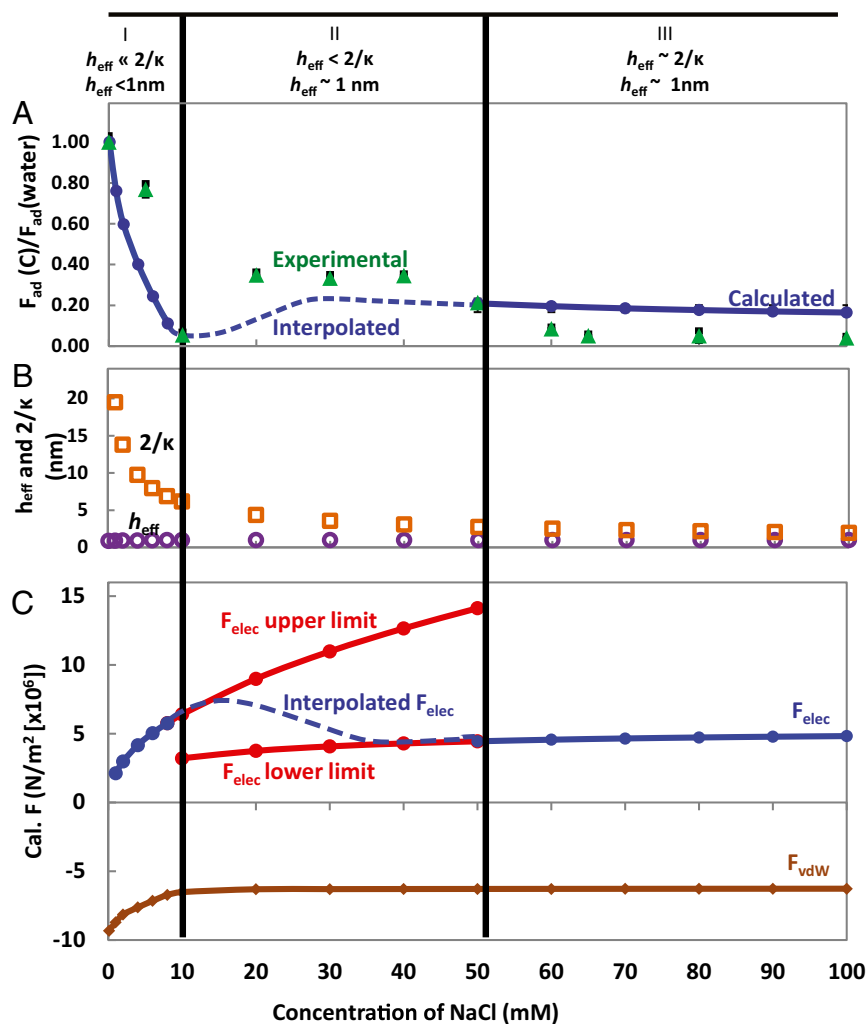 I
h_eff « 2/κ
h_eff <1nm
II
h_eff < 2/κ
h_eff ~ 1 nm
III
h_eff ~ 2/κ
h_eff ~ 1nm
A
F_ad (C)/F_ad(water)
1.00
0.80
0.60
0.40
0.20
0.00
Experimental
Interpolated
Calculated
B
h_eff and 2/κ
(nm)
20
15
10
5
0
2/κ
h_eff
C
Cal. F (N/m² [x10⁶])
15
10
5
0
-5
-10
F_elec upper limit
Interpolated F_elec
F_elec lower limit
F_elec
F_vdW
0 10 20 30 40 50 60 70 80 90 100
Concentration of NaCl (mM)